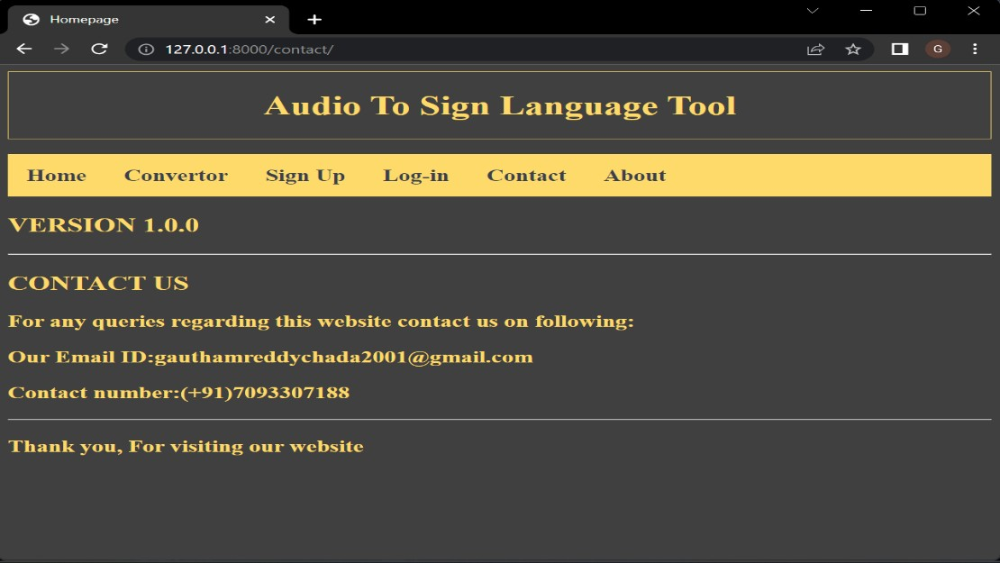 Homepage
127.0.0.1:8000/contact/
G
Audio To Sign Language Tool
Home Convertor Sign Up Log-in Contact About
VERSION 1.0.0
CONTACT US
For any queries regarding this website contact us on following:
Our Email ID:gauthamreddychada2001@gmail.com
Contact number:(+91)7093307188
Thank you, For visiting our website